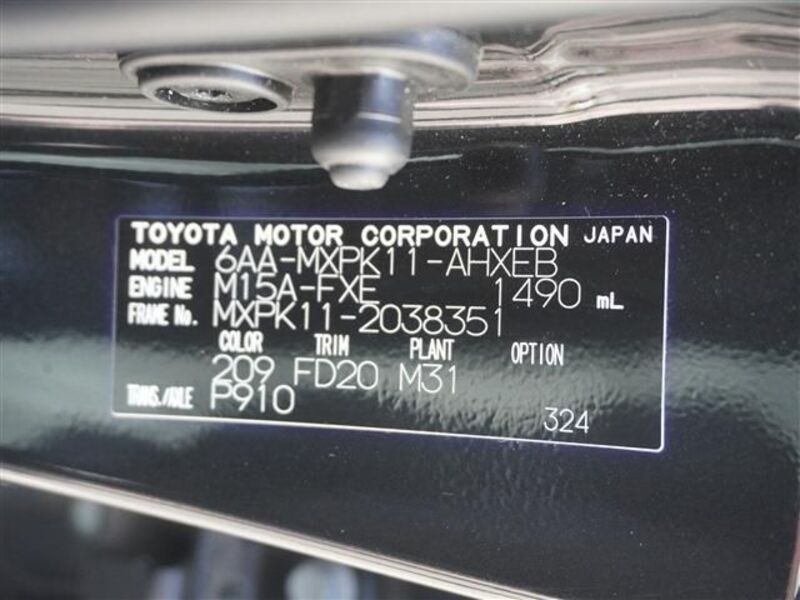 TOYOTA MOTOR CORPORATION JAPAN
MODEL 6AA-MXPK11-AHXEB
ENGINE M15A-FXE 1490 mL
FRAME No. MXPK11-2038351
COLOR TRIM PLANT OPTION
209 FD20 M31
TRANS./AXLE P910
324